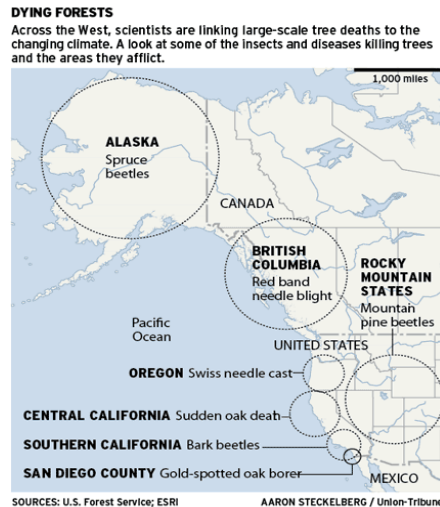 DYING FORESTS
Across the West, scientists are linking large-scale tree deaths to the
changing climate. A look at some of the insects and diseases killing trees
and the areas they afflict.
1,000 miles
ALASKA
Spruce
beetles
CANADA
BRITISH
COLUMBIA
Red band
needle blight
ROCKY
MOUNTAIN
STATES
Mountan
pine beetles
Pacific
Ocean
UNITED STATES
OREGON Swiss needle cast
CENTRAL CALIFORNIA Sudden oak death
SOUTHERN CALIFORNIA Bark beetles
SAN DIEGO COUNTY Gold-spotted oak borer
MEXICO
SOURCES: U.S. Forest Service; ESRI
AARON STECKELBERG / Union-Tribune